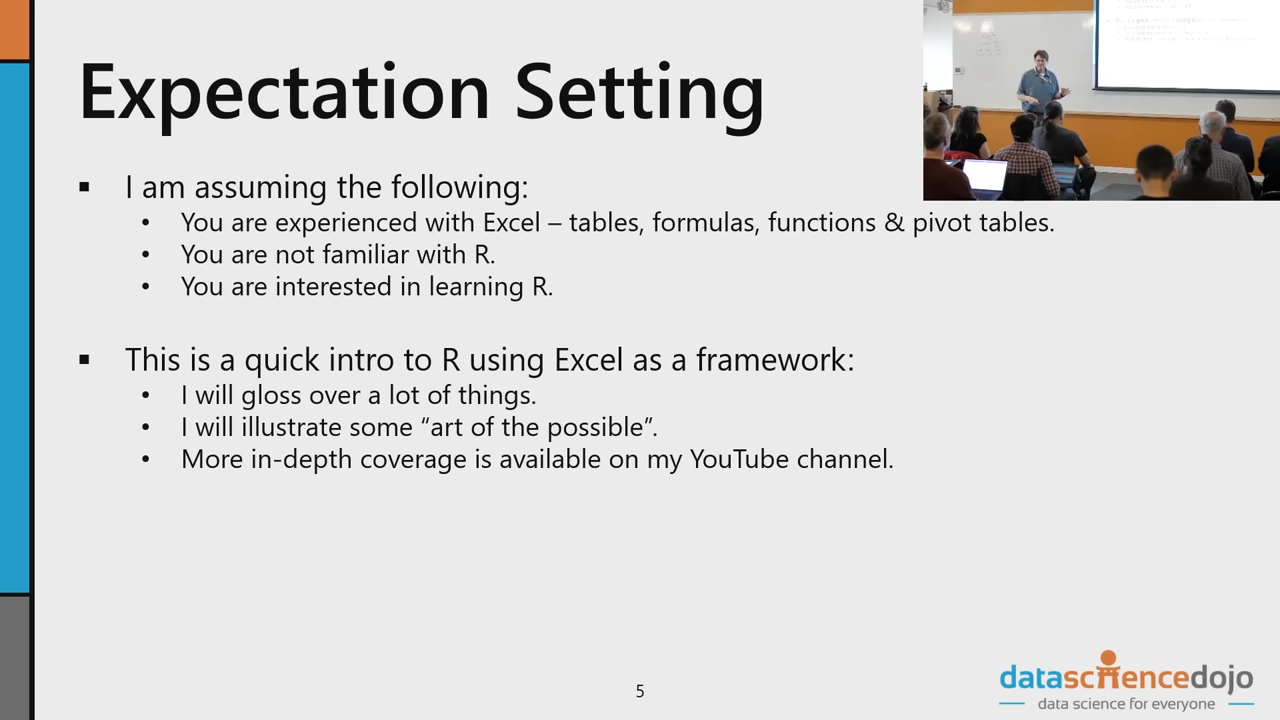 Expectation Setting
▪ I am assuming the following:
• You are experienced with Excel – tables, formulas, functions & pivot tables.
• You are not familiar with R.
• You are interested in learning R.
▪ This is a quick intro to R using Excel as a framework:
• I will gloss over a lot of things.
• I will illustrate some “art of the possible”.
• More in-depth coverage is available on my YouTube channel.
5
datasciencedojo
data science for everyone